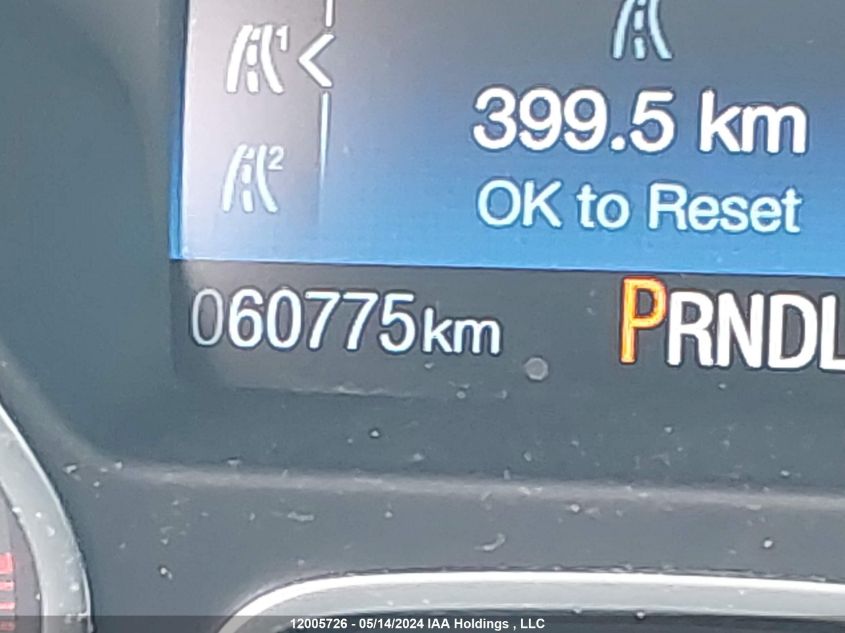 1
399.5 km
2
OK to Reset
060775km
PRNDL
12005726 - 05/14/2024 IAA Holdings , LLC